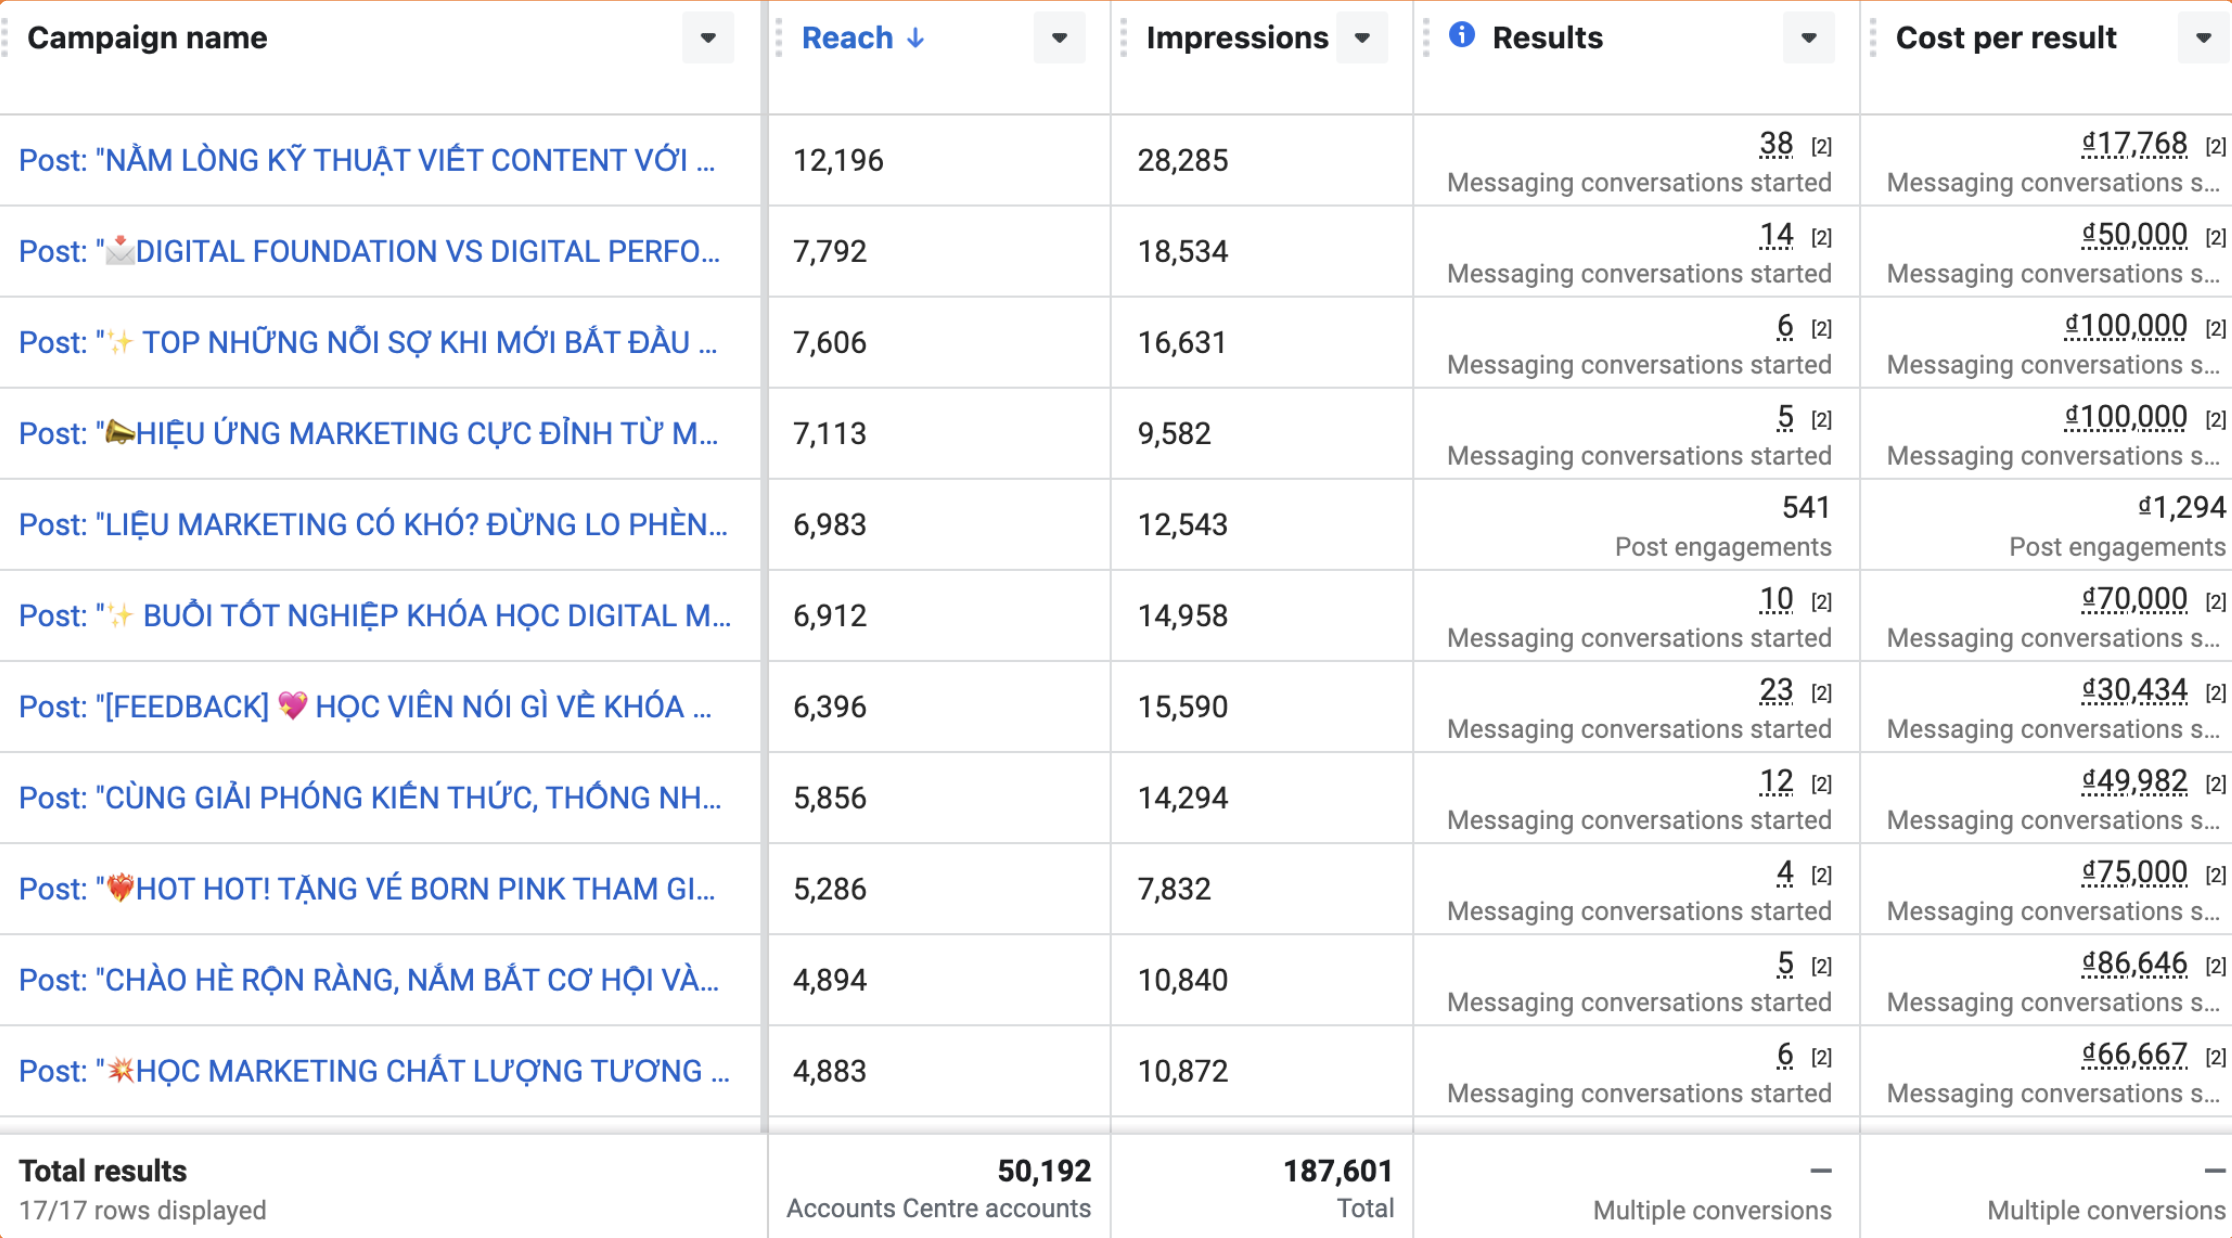 Campaign name Reach ↓ Impressions Results Cost per result
Post: "NẰM LÒNG KỸ THUẬT VIẾT CONTENT VỚI ... 12,196 28,285 38 [2] ₫17,768 [2]
Messaging conversations started Messaging conversations s...
Post: "📩DIGITAL FOUNDATION VS DIGITAL PERFO... 7,792 18,534 14 [2] ₫50,000 [2]
Messaging conversations started Messaging conversations s...
Post: "✨ TOP NHỮNG NỖI SỢ KHI MỚI BẮT ĐẦU ... 7,606 16,631 6 [2] ₫100,000 [2]
Messaging conversations started Messaging conversations s...
Post: "📣HIỆU ỨNG MARKETING CỰC ĐỈNH TỪ M... 7,113 9,582 5 [2] ₫100,000 [2]
Messaging conversations started Messaging conversations s...
Post: "LIỆU MARKETING CÓ KHÓ? ĐỪNG LO PHÈN... 6,983 12,543 541 ₫1,294
Post engagements Post engagements
Post: "✨ BUỔI TỐT NGHIỆP KHÓA HỌC DIGITAL M... 6,912 14,958 10 [2] ₫70,000 [2]
Messaging conversations started Messaging conversations s...
Post: "[FEEDBACK] 💖 HỌC VIÊN NÓI GÌ VỀ KHÓA ... 6,396 15,590 23 [2] ₫30,434 [2]
Messaging conversations started Messaging conversations s...
Post: "CÙNG GIẢI PHÓNG KIẾN THỨC, THỐNG NH... 5,856 14,294 12 [2] ₫49,982 [2]
Messaging conversations started Messaging conversations s...
Post: "❤️‍🔥HOT HOT! TẶNG VÉ BORN PINK THAM GI... 5,286 7,832 4 [2] ₫75,000 [2]
Messaging conversations started Messaging conversations s...
Post: "CHÀO HÈ RỘN RÀNG, NẮM BẮT CƠ HỘI VÀ... 4,894 10,840 5 [2] ₫86,646 [2]
Messaging conversations started Messaging conversations s...
Post: "💥HỌC MARKETING CHẤT LƯỢNG TƯƠNG ... 4,883 10,872 6 [2] ₫66,667 [2]
Messaging conversations started Messaging conversations s...
Total results 50,192 187,601 — —
17/17 rows displayed Accounts Centre accounts Total Multiple conversions Multiple conversions